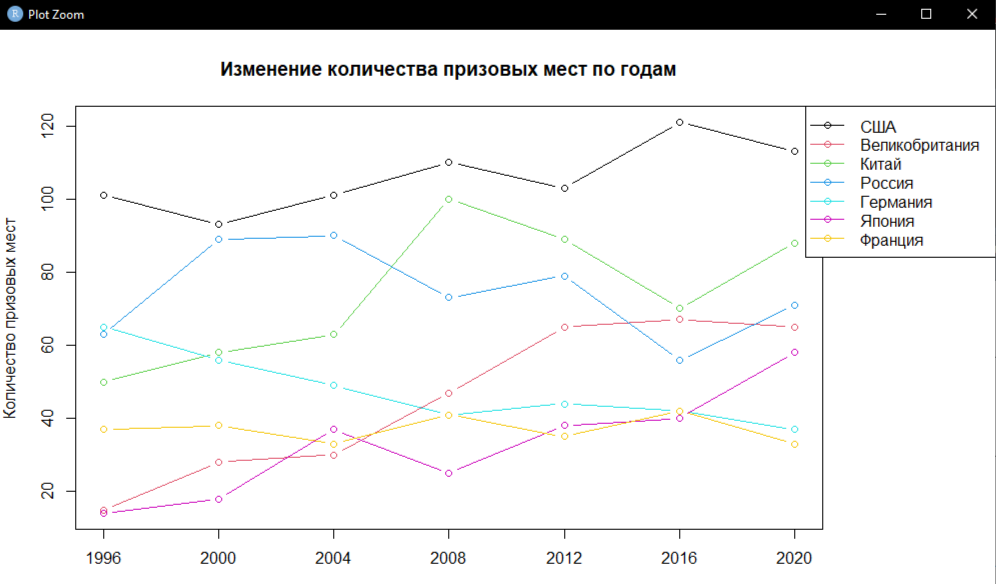 Plot Zoom
Изменение количества призовых мест по годам
Количество призовых мест
120
100
80
60
40
20
1996 2000 2004 2008 2012 2016 2020
США
Великобритания
Китай
Россия
Германия
Япония
Франция